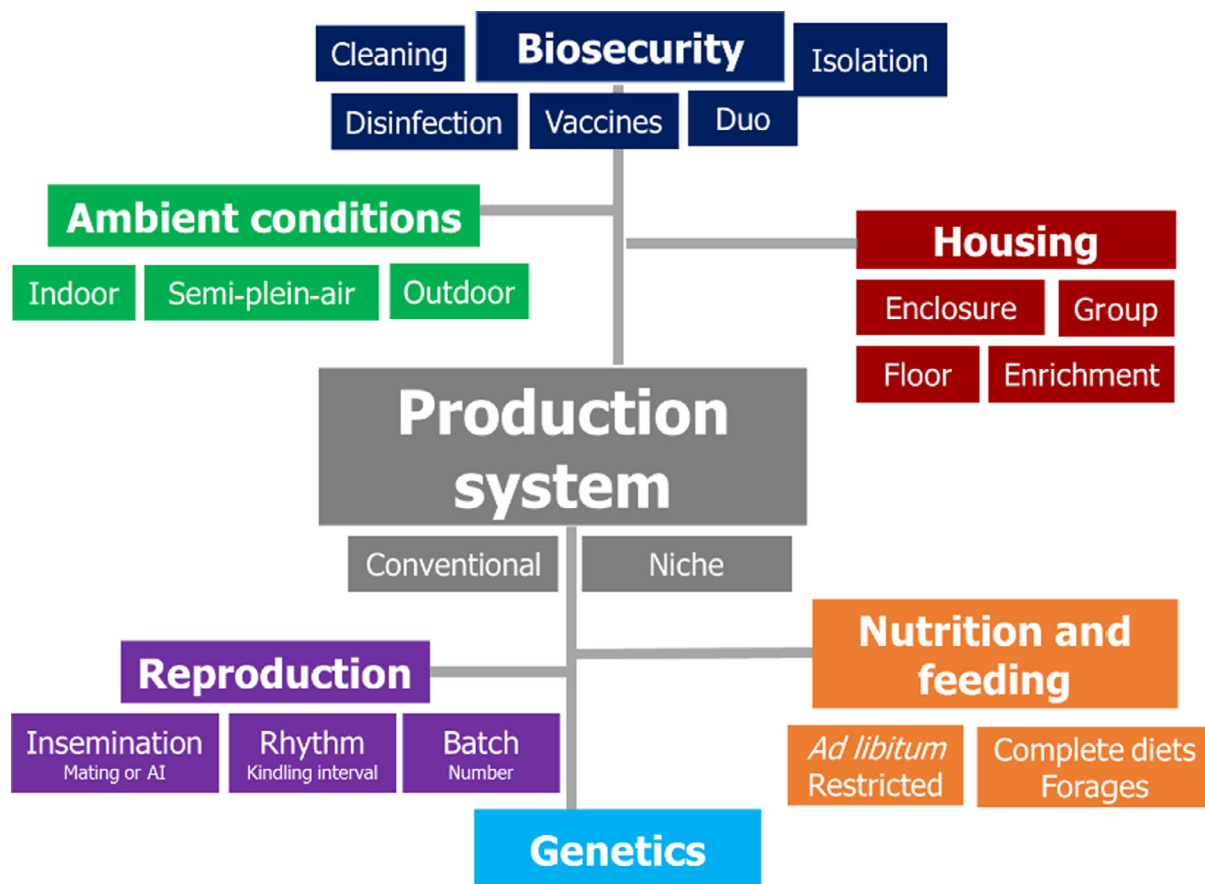 Biosecurity
Cleaning
Isolation
Disinfection
Vaccines
Duo
Ambient conditions
Indoor
Semi-plein-air
Outdoor
Housing
Enclosure
Group
Floor
Enrichment
Production
system
Conventional
Niche
Reproduction
Insemination
Mating or AI
Rhythm
Kindling interval
Batch
Number
Nutrition and
feeding
Ad libitum
Restricted
Complete diets
Forages
Genetics